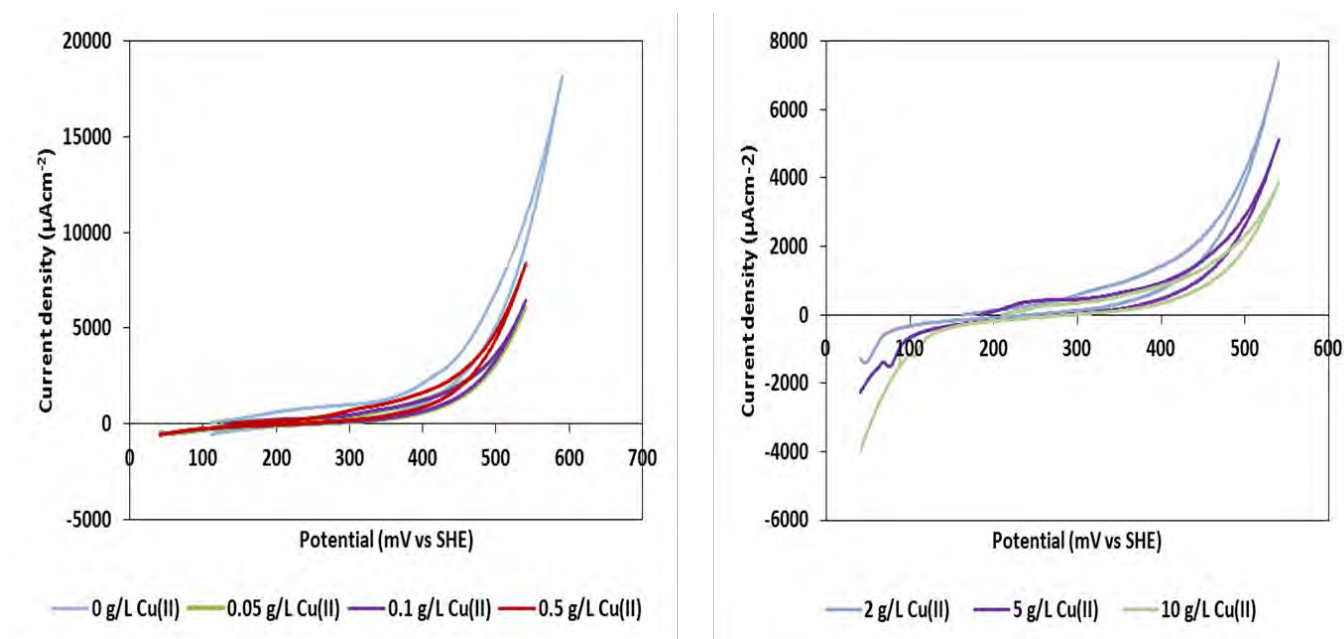 20000
15000
10000
5000
0
-5000
0 100 200 300 400 500 600 700
Current density (µAcm⁻²)
Potential (mV vs SHE)
0 g/L Cu(II) 0.05 g/L Cu(II) 0.1 g/L Cu(II) 0.5 g/L Cu(II)
8000
6000
4000
2000
0
-2000
-4000
-6000
0 100 200 300 400 500 600
Current density (µAcm-2)
Potential (mV vs SHE)
2 g/L Cu(II) 5 g/L Cu(II) 10 g/L Cu(II)